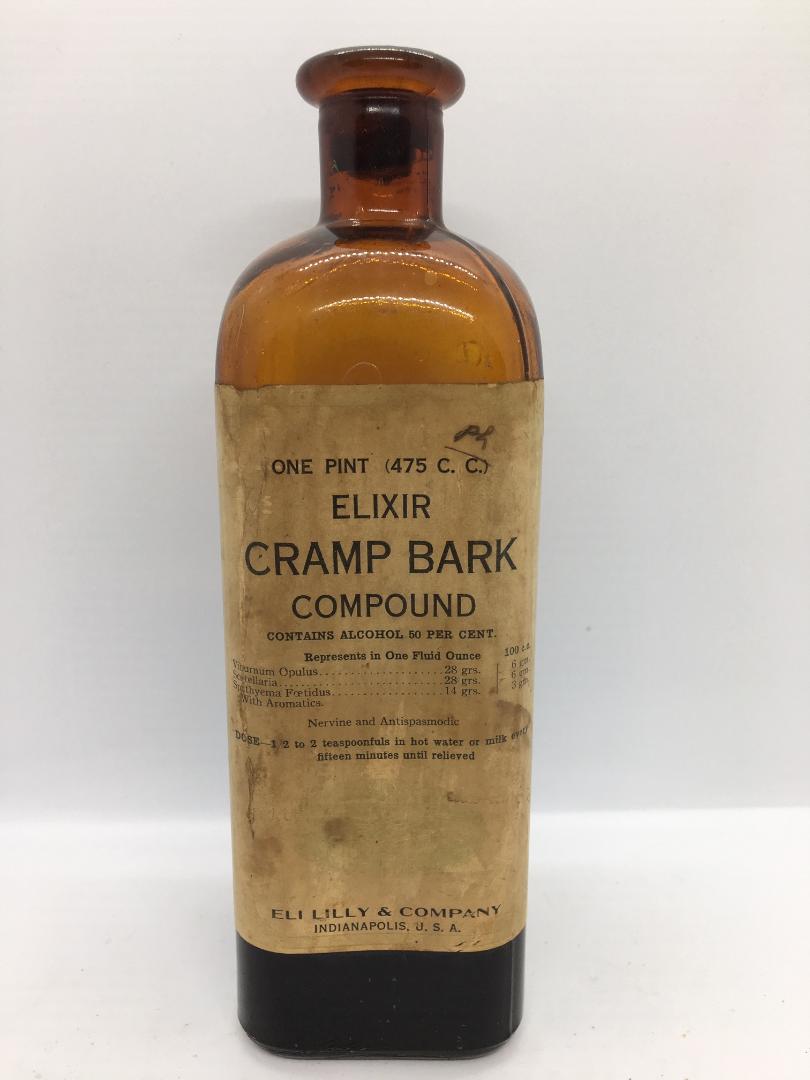 ONE PINT (475 C. C.)
ELIXIR
CRAMP BARK
COMPOUND
CONTAINS ALCOHOL 50 PER CENT.
Represents in One Fluid Ounce 100 c.c.
Viburnum Opulus 28 grs. 6 gm.
Scutellaria 28 grs. 6 gm.
Symthyema Fœtidus 14 grs. 3 gm.
With Aromatics.
Nervine and Antispasmodic
DOSE—1/2 to 2 teaspoonfuls in hot water or milk every
fifteen minutes until relieved
ELI LILLY & COMPANY
INDIANAPOLIS, U. S. A.